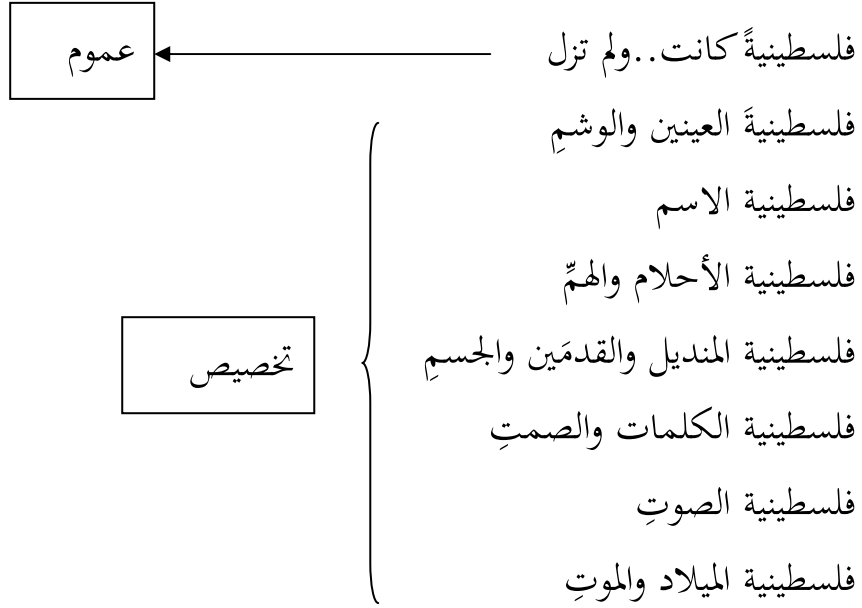 فلسطينيةً كانت..ولم تزل
عموم
فلسطينيةَ العينين والوشمِ
فلسطينية الاسم
فلسطينية الأحلام والهمِّ
فلسطينية المنديل والقدمَين والجسمِ
تخصيص
فلسطينية الكلمات والصمتِ
فلسطينية الصوتِ
فلسطينية الميلاد والموتِ